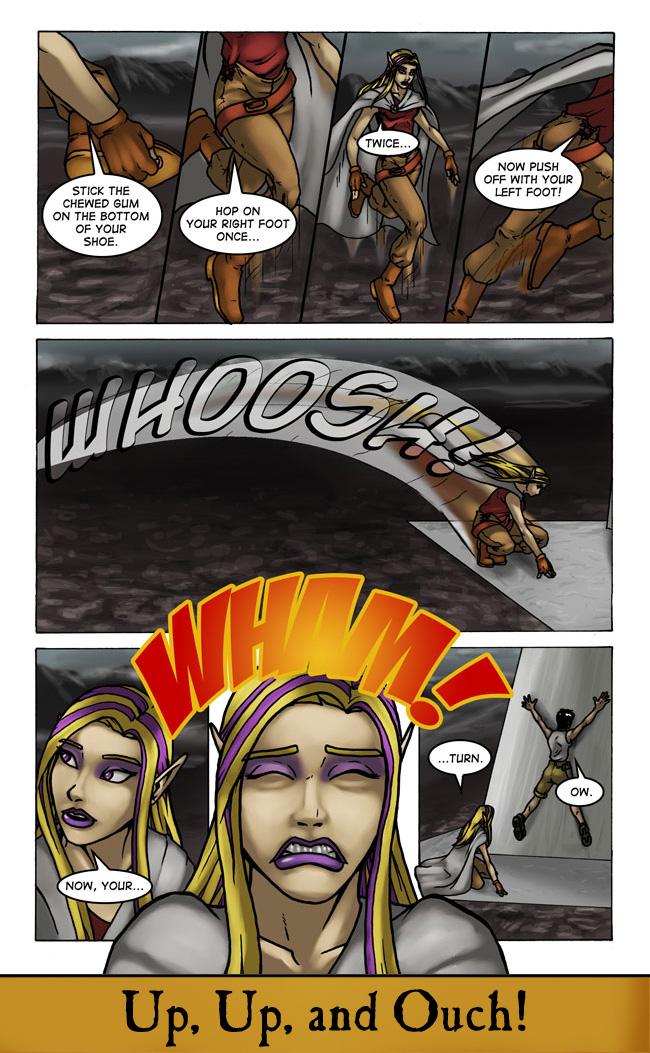 STICK THE
CHEWED GUM
ON THE BOTTOM
OF YOUR
SHOE.
HOP ON
YOUR RIGHT FOOT
ONCE...
TWICE...
NOW PUSH
OFF WITH YOUR
LEFT FOOT!
WHOOSH!!
WHAM!
NOW, YOUR...
...TURN.
OW.
Up, Up, and Ouch!